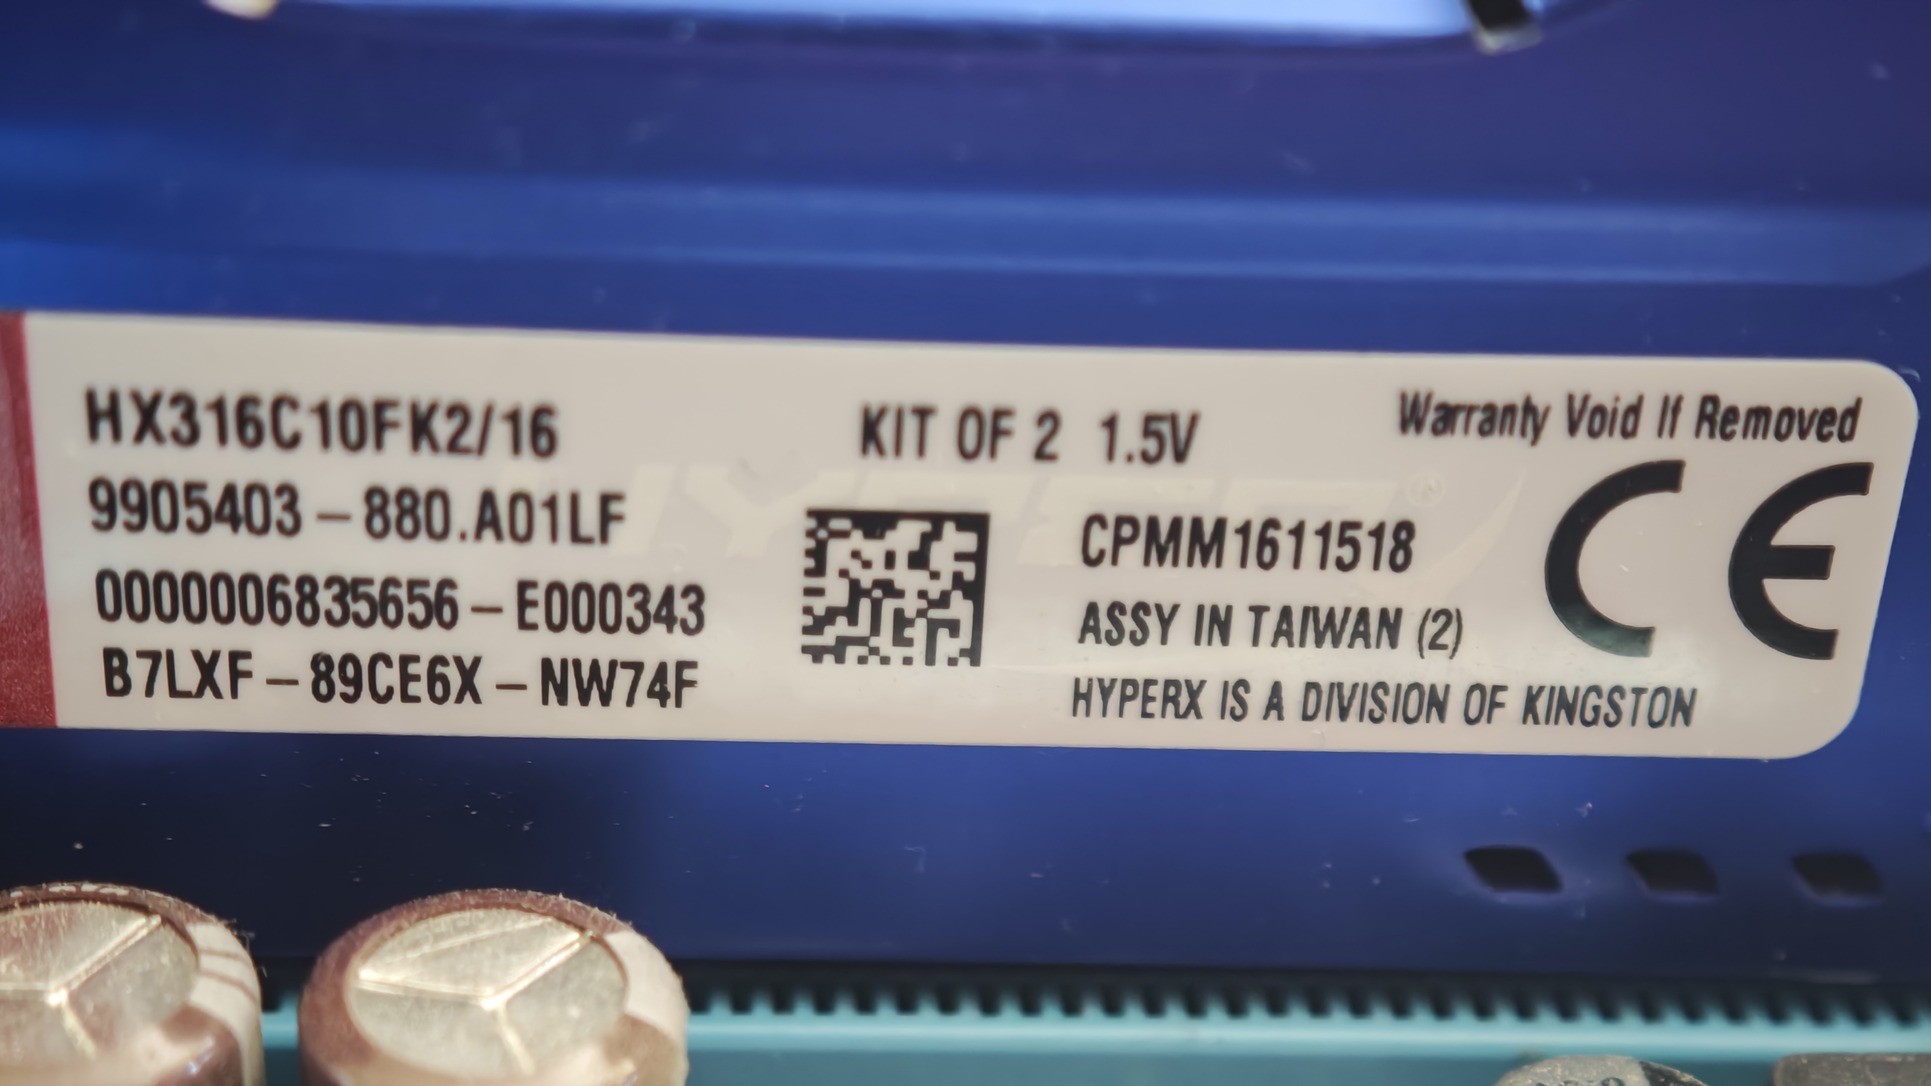 HX316C10FK2/16
KIT OF 2 1.5V
Warranty Void If Removed
9905403-880.A01LF
0000006835656-E000343
B7LXF-89CE6X-NW74F
CPMM1611518
ASSY IN TAIWAN (2)
HYPERX IS A DIVISION OF KINGSTON
CE